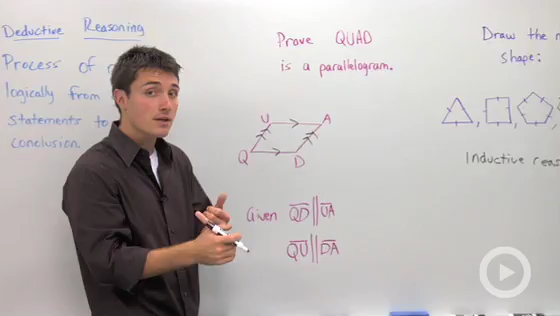 Deductive Reasoning
Process of
logically from
statements to
conclusion.
Prove QUAD
is a parallelogram.
U A
Q D
Given QD||UA
QU||DA
Draw the
shape:
Inductive